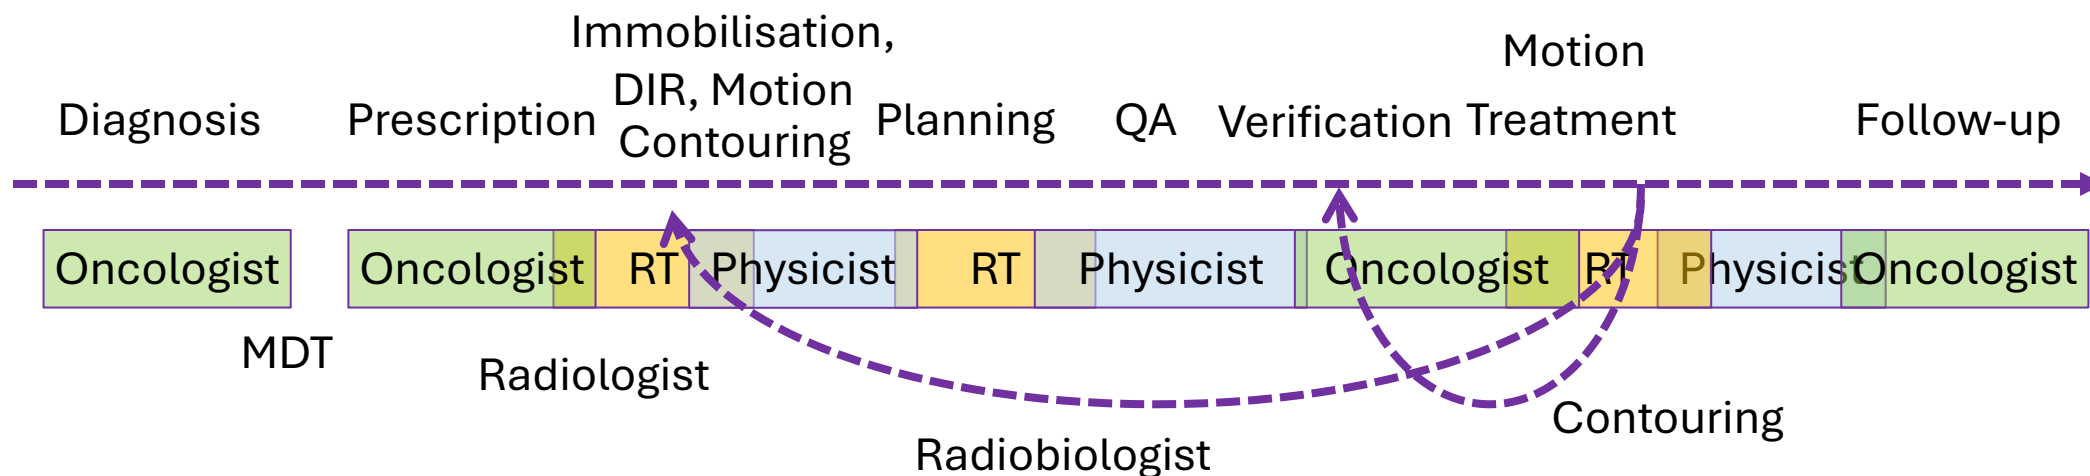 Immobilisation,
DIR, Motion
Contouring
Motion
Diagnosis
Prescription
Planning
QA
Verification
Treatment
Follow-up
Oncologist
Oncologist
RT
Physicist
RT
Physicist
Oncologist
RT
Physicist
Oncologist
MDT
Radiologist
Contouring
Radiobiologist